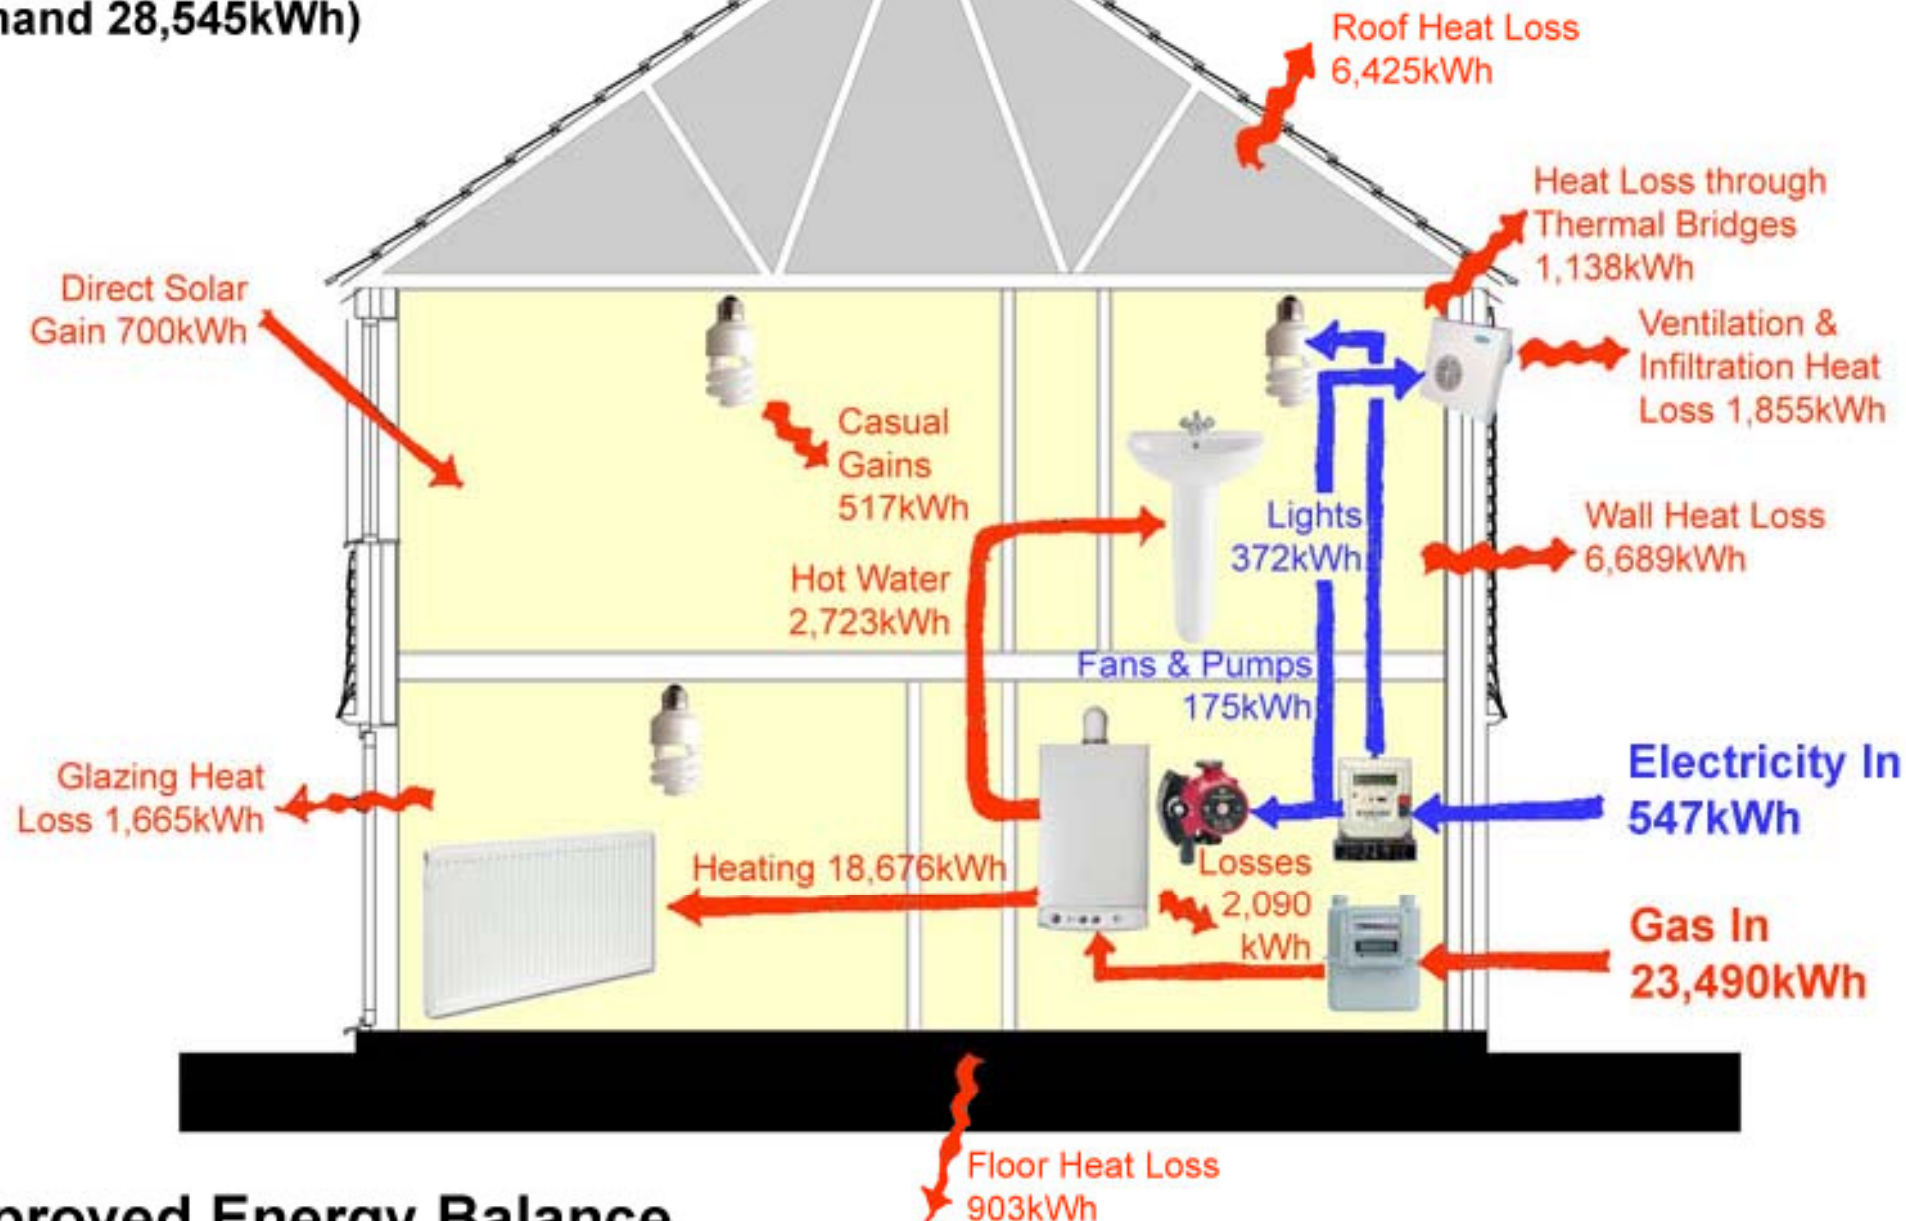 28,545kWh)
Roof Heat Loss
6,425kWh
Heat Loss through
Thermal Bridges
1,138kWh
Direct Solar
Gain 700kWh
Ventilation &
Infiltration Heat
Loss 1,855kWh
Casual
Gains
517kWh
Lights
372kWh
Wall Heat Loss
6,689kWh
Hot Water
2,723kWh
Fans & Pumps
175kWh
Glazing Heat
Loss 1,665kWh
Electricity In
547kWh
Heating 18,676kWh
Losses
2,090
kWh
Gas In
23,490kWh
Floor Heat Loss
903kWh
Energy Balance